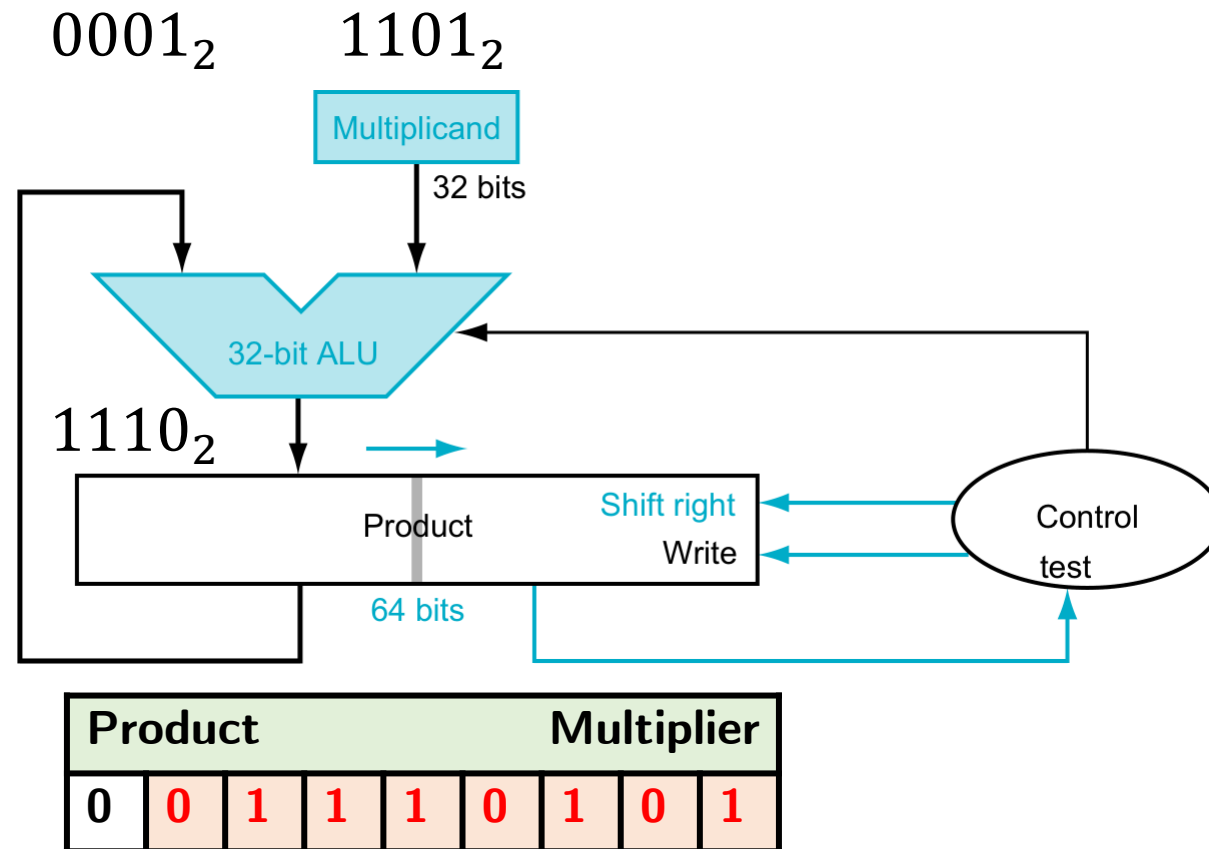 0001₂ 1101₂
Multiplicand
32 bits
32-bit ALU
1110₂
Shift right
Product
Write
Control
test
64 bits
Product Multiplier
0 0 1 1 1 0 1 0 1